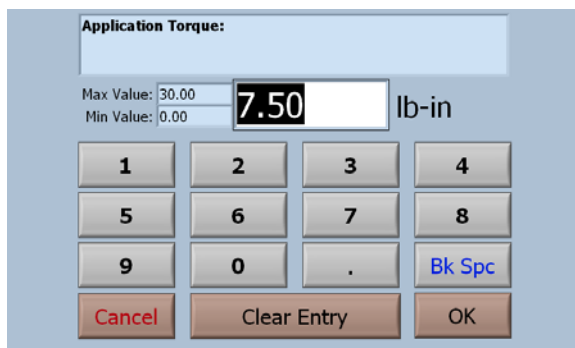 Application Torque:
Max Value: 30.00
Min Value: 0.00
7.50 lb-in
1 2 3 4
5 6 7 8
9 0 . Bk Spc
Cancel Clear Entry OK